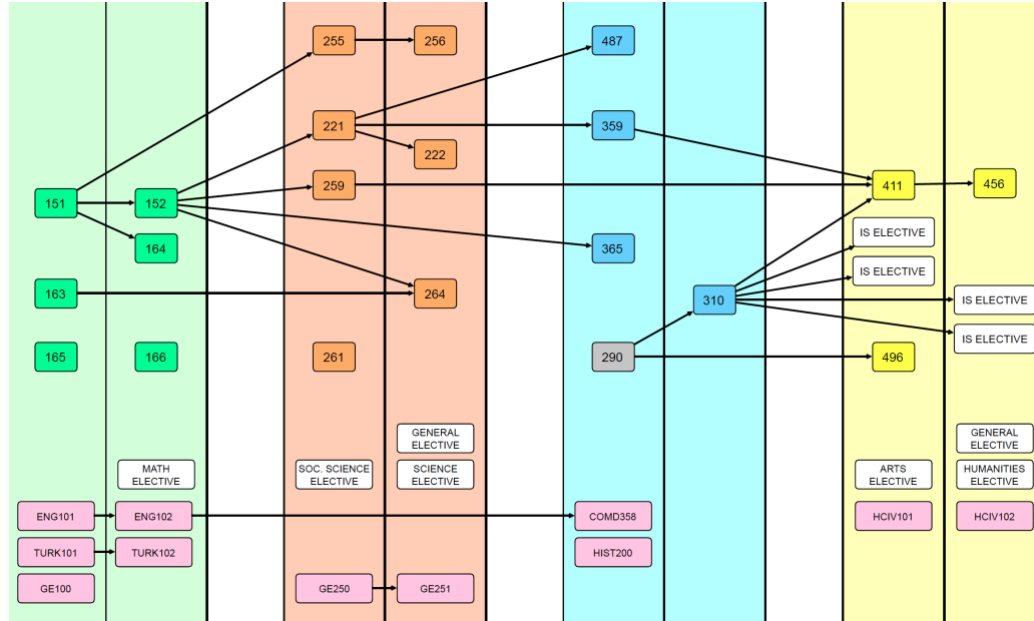 255
256
487
221
359
222
259
151
152
411
456
164
365
IS ELECTIVE
IS ELECTIVE
163
264
310
IS ELECTIVE
IS ELECTIVE
165
166
261
290
496
GENERAL
ELECTIVE
GENERAL
ELECTIVE
MATH
ELECTIVE
SOC. SCIENCE
ELECTIVE
SCIENCE
ELECTIVE
ARTS
ELECTIVE
HUMANITIES
ELECTIVE
ENG101
ENG102
COMD358
HCIV101
HCIV102
TURK101
TURK102
HIST200
GE100
GE250
GE251